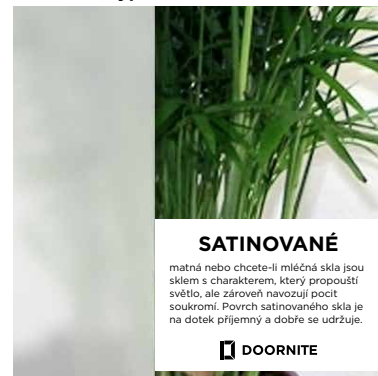 SATINOVANÉ
matná nebo chcete-li mléčná skla jsou
sklem s charakterem, který propouští
světlo, ale zároveň navozují pocit
soukromí. Povrch satinovaného skla je
na dotek příjemný a dobře se udržuje.
DOORNITE